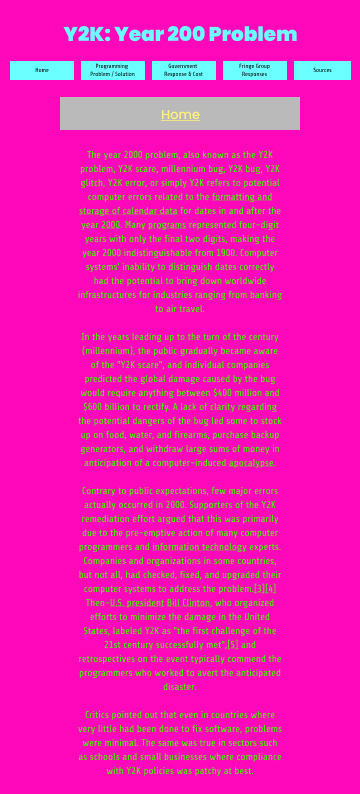 Y2K: Year 200 Problem
Home
Programming
Problem / Solution
Government
Response & Cost
Fringe Group
Responses
Sources
Home
The year 2000 problem, also known as the Y2K
problem, Y2K scare, millennium bug, Y2K bug, Y2K
glitch, Y2K error, or simply Y2K refers to potential
computer errors related to the formatting and
storage of calendar data for dates in and after the
year 2000. Many programs represented four-digit
years with only the final two digits, making the
year 2000 indistinguishable from 1900. Computer
systems' inability to distinguish dates correctly
had the potential to bring down worldwide
infrastructures for industries ranging from banking
to air travel.
In the years leading up to the turn of the century
(millennium), the public gradually became aware
of the "Y2K scare", and individual companies
predicted the global damage caused by the bug
would require anything between $400 million and
$600 billion to rectify. A lack of clarity regarding
the potential dangers of the bug led some to stock
up on food, water, and firearms, purchase backup
generators, and withdraw large sums of money in
anticipation of a computer-induced apocalypse.
Contrary to public expectations, few major errors
actually occurred in 2000. Supporters of the Y2K
remediation effort argued that this was primarily
due to the pre-emptive action of many computer
programmers and information technology experts.
Companies and organizations in some countries,
but not all, had checked, fixed, and upgraded their
computer systems to address the problem.[3][4]
Then-U.S. president Bill Clinton, who organized
efforts to minimize the damage in the United
States, labeled Y2K as "the first challenge of the
21st century successfully met",[5] and
retrospectives on the event typically commend the
programmers who worked to avert the anticipated
disaster.
Critics pointed out that even in countries where
very little had been done to fix software, problems
were minimal. The same was true in sectors such
as schools and small businesses where compliance
with Y2K policies was patchy at best.